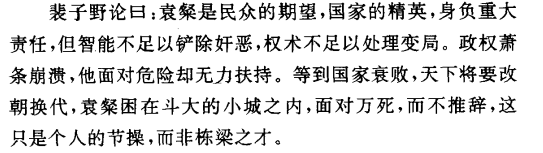 裴子野论曰:袁粲是民众的期望,国家的精英,身负重大
责任,但智能不足以铲除奸恶,权术不足以处理变局。政权萧
条崩溃,他面对危险却无力扶持。等到国家衰败,天下将要改
朝换代,袁粲困在斗大的小城之内,面对万死,而不推辞,这
只是个人的节操,而非栋梁之才。